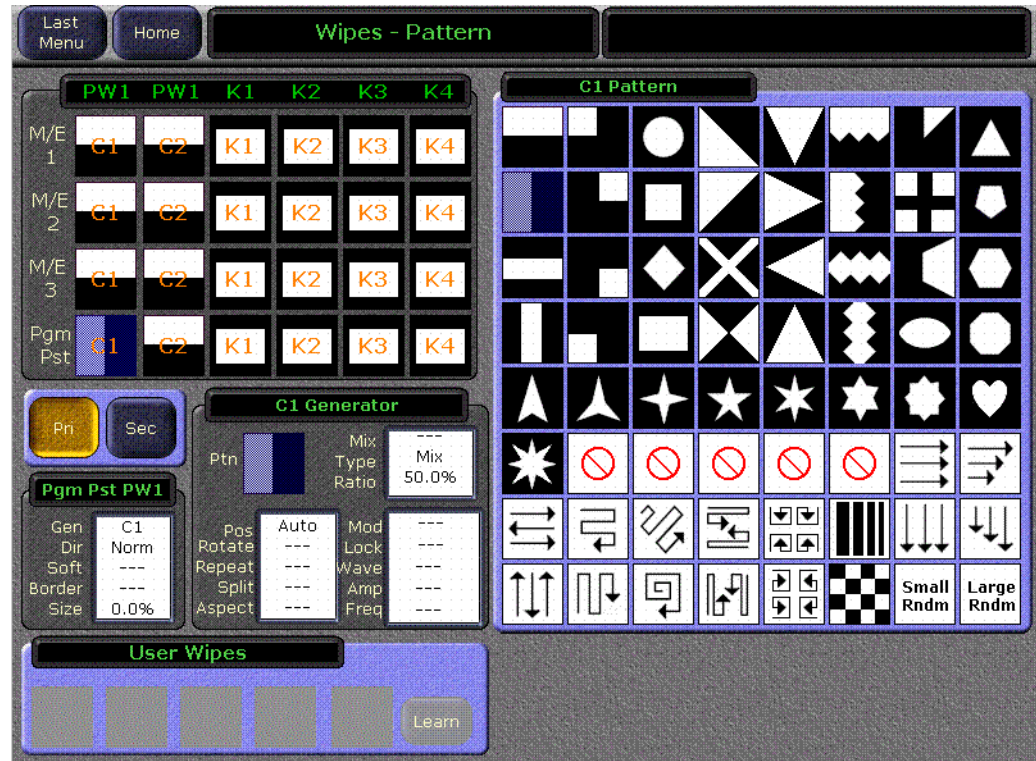 Last Menu
Home
Wipes - Pattern
PW1 PW1 K1 K2 K3 K4
M/E 1
C1 C2 K1 K2 K3 K4
M/E 2
C1 C2 K1 K2 K3 K4
M/E 3
C1 C2 K1 K2 K3 K4
Pgm Pst
C1 C2 K1 K2 K3 K4
C1 Pattern
Small Rndm
Large Rndm
Pri
Sec
C1 Generator
Ptn
Mix ---
Type Mix
Ratio 50.0%
Pgm Pst PW1
Gen C1
Dir Norm
Soft ---
Border ---
Size 0.0%
Pos Auto
Rotate ---
Repeat ---
Split ---
Aspect ---
Mod ---
Lock ---
Wave ---
Amp ---
Freq ---
User Wipes
Learn